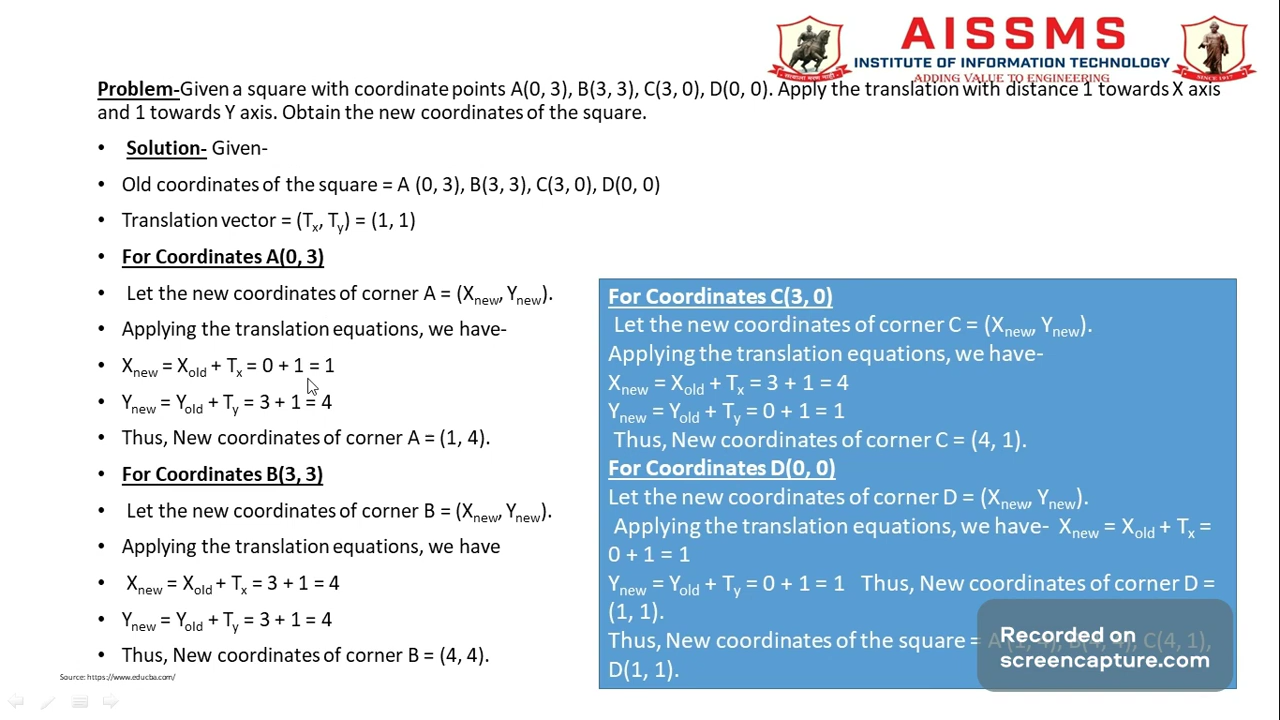 AISSMS
INSTITUTE OF INFORMATION TECHNOLOGY
ADDING VALUE TO ENGINEERING
SINCE 1917
Problem-Given a square with coordinate points A(0, 3), B(3, 3), C(3, 0), D(0, 0). Apply the translation with distance 1 towards X axis
and 1 towards Y axis. Obtain the new coordinates of the square.
• Solution- Given-
• Old coordinates of the square = A (0, 3), B(3, 3), C(3, 0), D(0, 0)
• Translation vector = (Tx, Ty) = (1, 1)
• For Coordinates A(0, 3)
• Let the new coordinates of corner A = (Xnew, Ynew).
• Applying the translation equations, we have-
• Xnew = Xold + Tx = 0 + 1 = 1
• Ynew = Yold + Ty = 3 + 1 = 4
• Thus, New coordinates of corner A = (1, 4).
• For Coordinates B(3, 3)
• Let the new coordinates of corner B = (Xnew, Ynew).
• Applying the translation equations, we have
• Xnew = Xold + Tx = 3 + 1 = 4
• Ynew = Yold + Ty = 3 + 1 = 4
• Thus, New coordinates of corner B = (4, 4).
Source: https://www.educba.com/
For Coordinates C(3, 0)
Let the new coordinates of corner C = (Xnew, Ynew).
Applying the translation equations, we have-
Xnew = Xold + Tx = 3 + 1 = 4
Ynew = Yold + Ty = 0 + 1 = 1
Thus, New coordinates of corner C = (4, 1).
For Coordinates D(0, 0)
Let the new coordinates of corner D = (Xnew, Ynew).
Applying the translation equations, we have- Xnew = Xold + Tx =
0 + 1 = 1
Ynew = Yold + Ty = 0 + 1 = 1 Thus, New coordinates of corner D =
(1, 1).
Thus, New coordinates of the square = A(1, 4), B(4, 4), C(4, 1),
D(1, 1).
Recorded on
screencapture.com